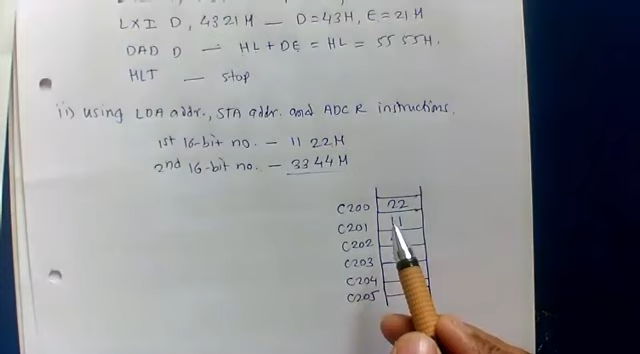 LXI D, 4321H — D=43H, E=21H
DAD D — HL+DE = HL = 5555H.
HLT — stop
ii) using LDA addr., STA addr. and ADC R instructions.
1st 16-bit no. — 1122H
2nd 16-bit no. — 3344H
C200 22
C201 11
C202
C203
C204
C205